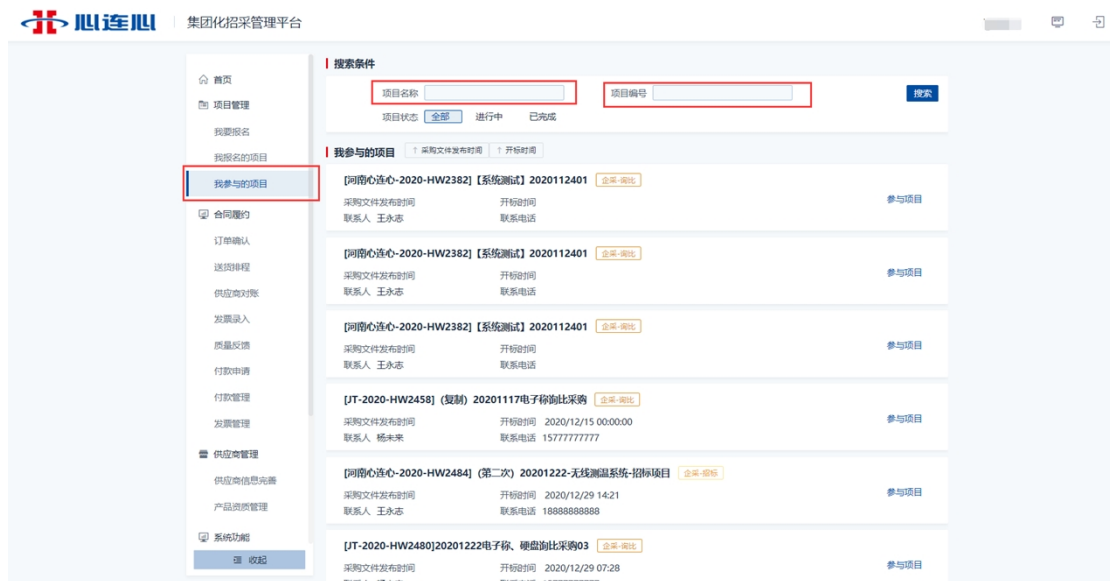 心连心 集团化招采管理平台
首页
项目管理
我要报名
我报名的项目
我参与的项目
合同履约
订单确认
送货排程
供应商对账
发票录入
质量反馈
付款申请
付款管理
发票管理
供应商管理
供应商信息完善
产品资质管理
系统功能
收起
搜索条件
项目名称 项目编号 搜索
项目状态 全部 进行中 已完成
我参与的项目 ↑ 采购文件发布时间 ↑ 开标时间
[河南心连心-2020-HW2382]【系统测试】2020112401 企采-询比
采购文件发布时间 开标时间 参与项目
联系人 王永志 联系电话
[河南心连心-2020-HW2382]【系统测试】2020112401 企采-询比
采购文件发布时间 开标时间 参与项目
联系人 王永志 联系电话
[河南心连心-2020-HW2382]【系统测试】2020112401 企采-询比
采购文件发布时间 开标时间 参与项目
联系人 王永志 联系电话
[JT-2020-HW2458]（复制）20201117电子称询比采购 企采-询比
采购文件发布时间 开标时间 2020/12/15 00:00:00 参与项目
联系人 杨未来 联系电话 15777777777
[河南心连心-2020-HW2484]（第二次）20201222-无线测温系统-招标项目 企采-招标
采购文件发布时间 开标时间 2020/12/29 14:21 参与项目
联系人 王永志 联系电话 18888888888
[JT-2020-HW2480]20201222电子称、硬盘询比采购03 企采-询比
采购文件发布时间 开标时间 2020/12/29 07:28 参与项目